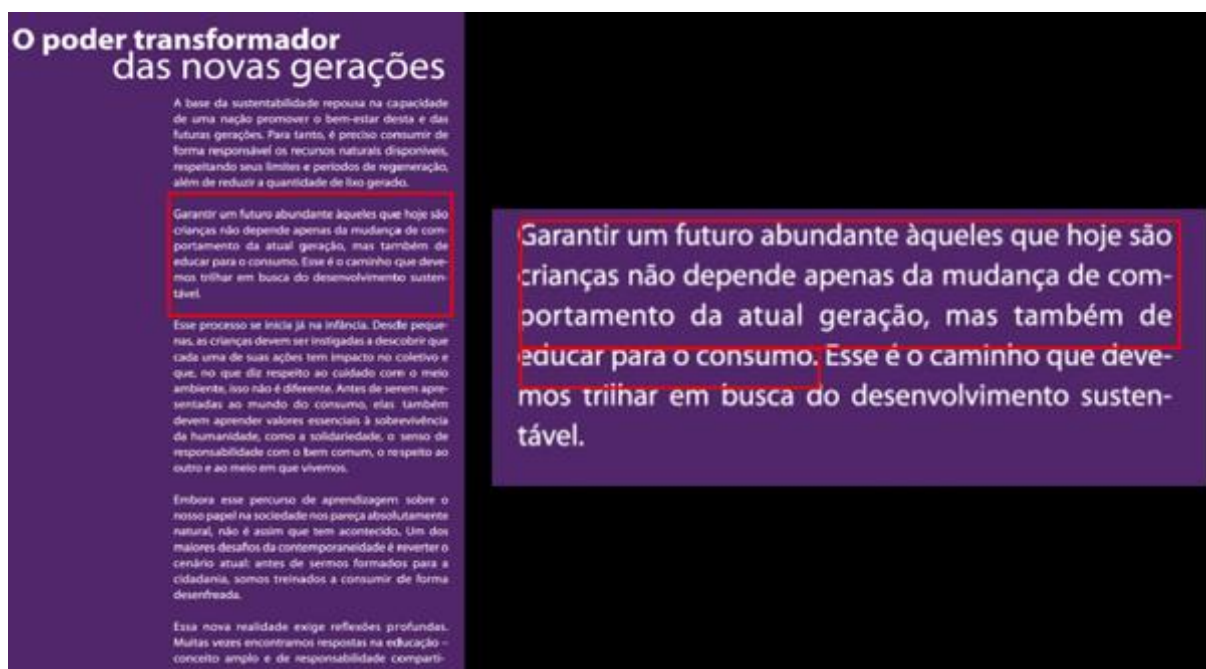 O poder transformador
das novas gerações
A base da sustentabilidade repousa na capacidade
de uma nação promover o bem-estar desta e das
futuras gerações. Para tanto, é preciso consumir de
forma responsável os recursos naturais disponíveis,
respeitando seus limites e períodos de regeneração,
além de reduzir a quantidade de lixo gerado.
Garantir um futuro abundante àqueles que hoje são
crianças não depende apenas da mudança de com-
portamento da atual geração, mas também de
educar para o consumo. Esse é o caminho que deve-
mos trilhar em busca do desenvolvimento susten-
tável.
Esse processo se inicia já na infância. Desde peque-
nas, as crianças devem ser instigadas a descobrir que
cada uma de suas ações tem impacto no coletivo e
que, no que diz respeito ao cuidado com o meio
ambiente, isso não é diferente. Antes de serem apre-
sentadas ao mundo do consumo, elas também
devem aprender valores essenciais à sobrevivência
da humanidade, como a solidariedade, o senso de
responsabilidade com o bem comum, o respeito ao
outro e ao meio em que vivemos.
Embora esse percurso de aprendizagem sobre o
nosso papel na sociedade nos pareça absolutamente
natural, não é assim que tem acontecido. Um dos
maiores desafios da contemporaneidade é reverter o
cenário atual: antes de sermos formados para a
cidadania, somos treinados a consumir de forma
desenfreada.
Essa nova realidade exige reflexões profundas.
Muitas vezes encontramos respostas na educação –
conceito amplo e de responsabilidade comparti-
Garantir um futuro abundante àqueles que hoje são
crianças não depende apenas da mudança de com-
portamento da atual geração, mas também de
educar para o consumo. Esse é o caminho que deve-
mos trilhar em busca do desenvolvimento susten-
tável.